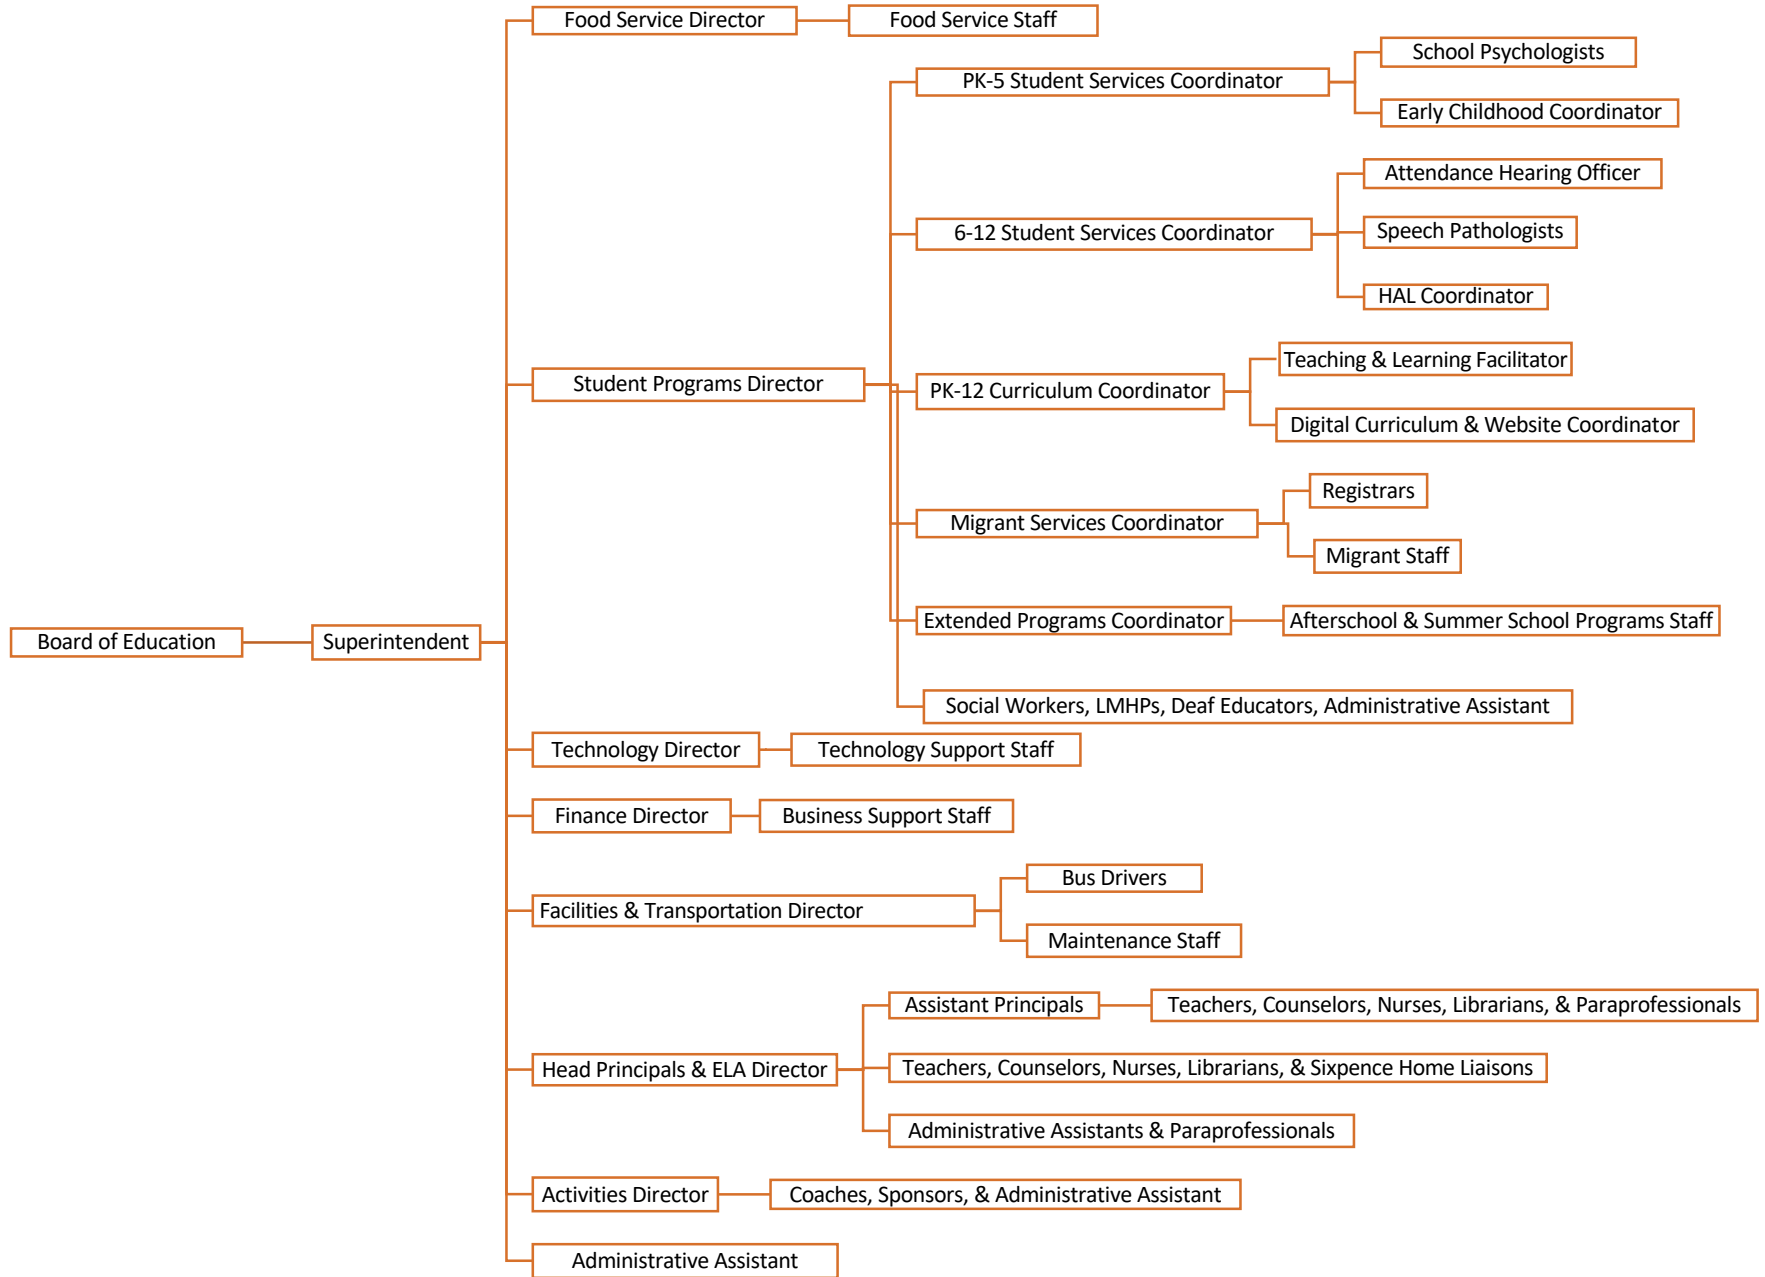 Food Service Director
Food Service Staff
School Psychologists
PK-5 Student Services Coordinator
Early Childhood Coordinator
Attendance Hearing Officer
6-12 Student Services Coordinator
Speech Pathologists
HAL Coordinator
Teaching & Learning Facilitator
Student Programs Director
PK-12 Curriculum Coordinator
Digital Curriculum & Website Coordinator
Registrars
Migrant Services Coordinator
Migrant Staff
Extended Programs Coordinator
Afterschool & Summer School Programs Staff
Board of Education
Superintendent
Social Workers, LMHPs, Deaf Educators, Administrative Assistant
Technology Director
Technology Support Staff
Finance Director
Business Support Staff
Bus Drivers
Facilities & Transportation Director
Maintenance Staff
Assistant Principals
Teachers, Counselors, Nurses, Librarians, & Paraprofessionals
Head Principals & ELA Director
Teachers, Counselors, Nurses, Librarians, & Sixpence Home Liaisons
Administrative Assistants & Paraprofessionals
Activities Director
Coaches, Sponsors, & Administrative Assistant
Administrative Assistant